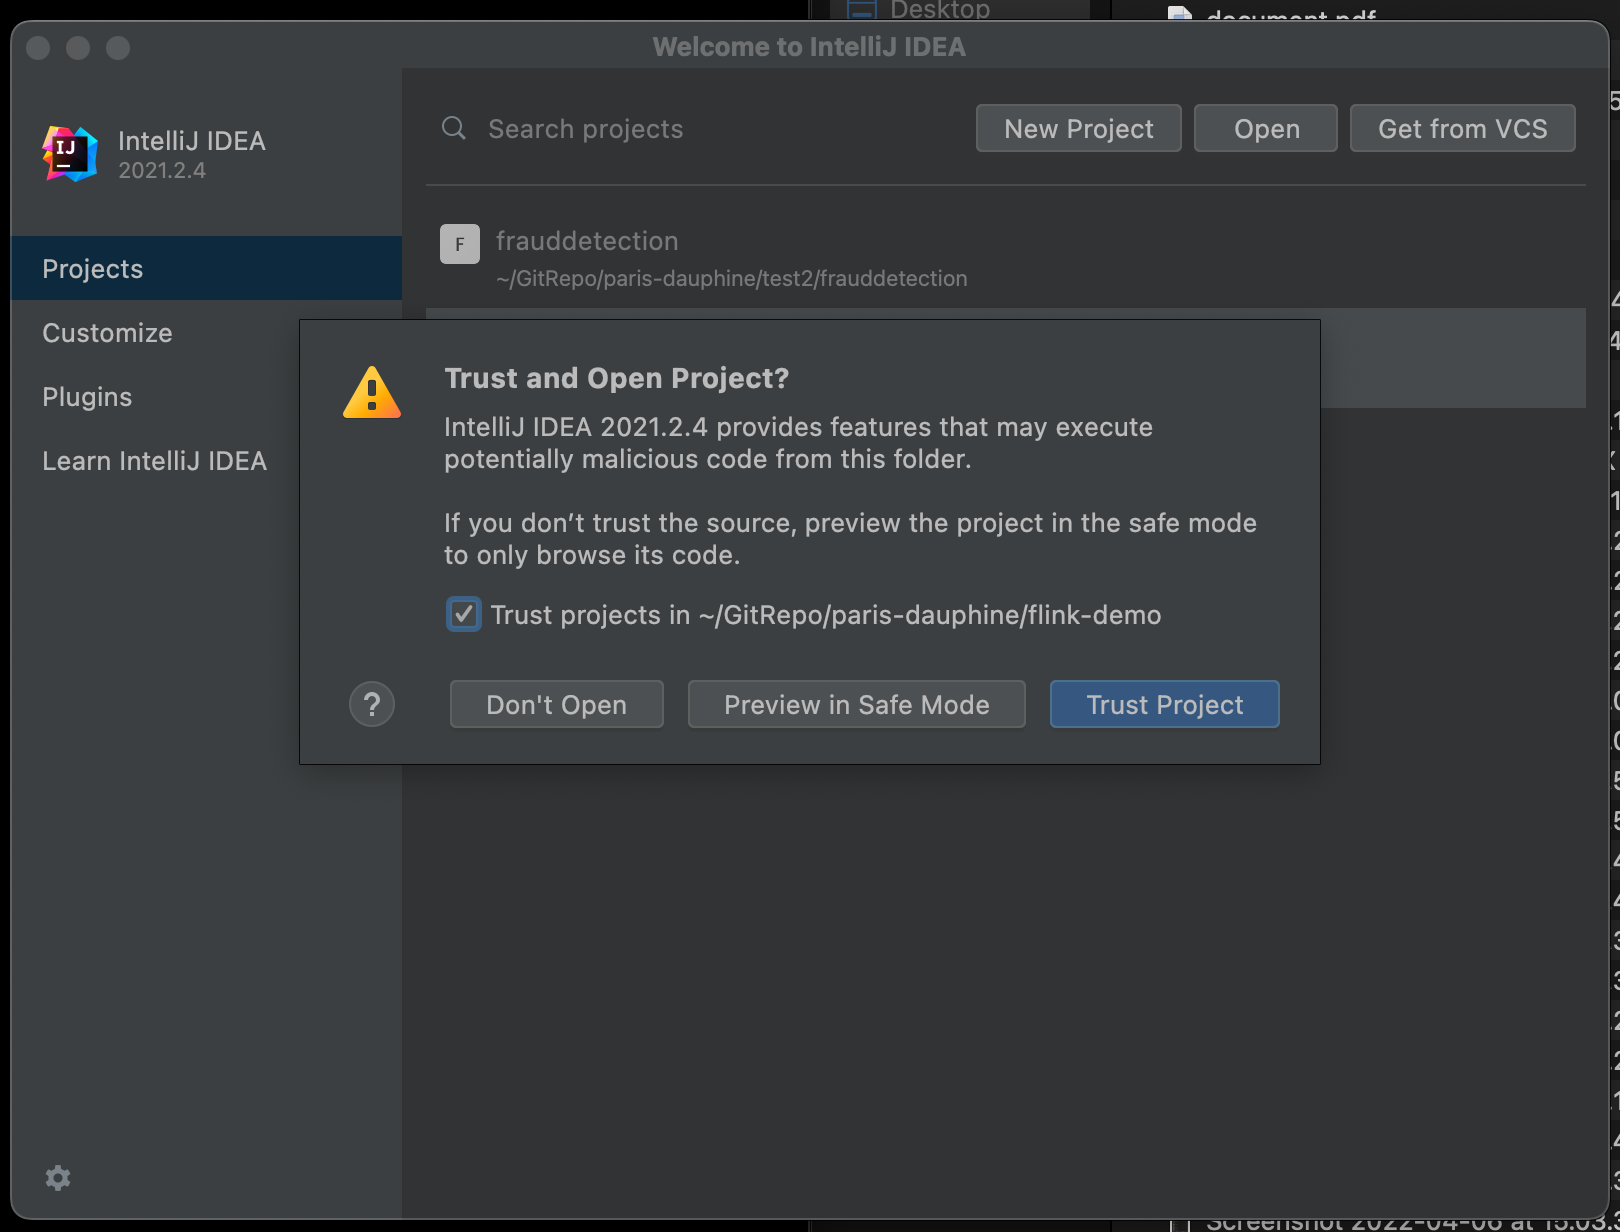 Desktop
document.pdf
Welcome to IntelliJ IDEA
IJ
IntelliJ IDEA
2021.2.4
Search projects
New Project
Open
Get from VCS
F
frauddetection
~/GitRepo/paris-dauphine/test2/frauddetection
Projects
Customize
Plugins
Learn IntelliJ IDEA
Trust and Open Project?
IntelliJ IDEA 2021.2.4 provides features that may execute
potentially malicious code from this folder.
If you don’t trust the source, preview the project in the safe mode
to only browse its code.
Trust projects in ~/GitRepo/paris-dauphine/flink-demo
?
Don't Open
Preview in Safe Mode
Trust Project
Screenshot 2022-04-06 at 15.03.3